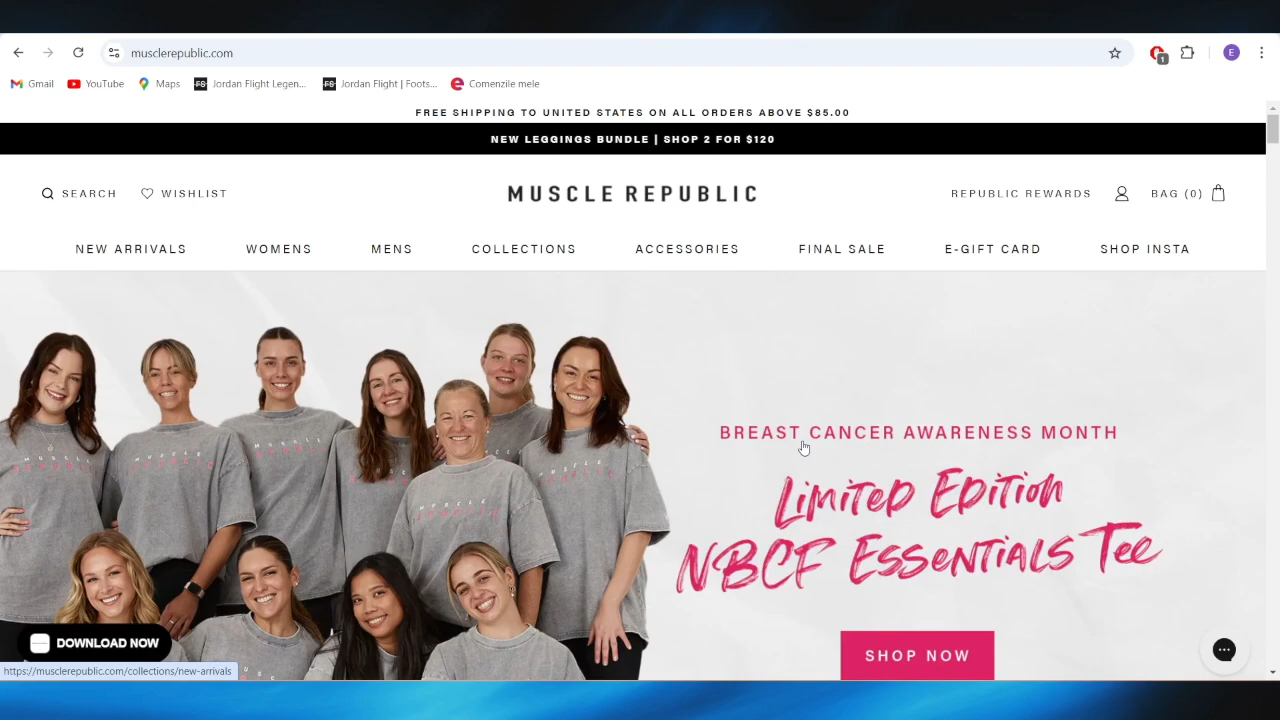 musclerepublic.com
1
E
Gmail YouTube Maps FS Jordan Flight Legen... FS Jordan Flight | Foots... e Comenzile mele
FREE SHIPPING TO UNITED STATES ON ALL ORDERS ABOVE $85.00
NEW LEGGINGS BUNDLE | SHOP 2 FOR $120
SEARCH WISHLIST MUSCLE REPUBLIC REPUBLIC REWARDS BAG (0)
NEW ARRIVALS WOMENS MENS COLLECTIONS ACCESSORIES FINAL SALE E-GIFT CARD SHOP INSTA
BREAST CANCER AWARENESS MONTH
Limited Edition
NBCF Essentials Tee
SHOP NOW
DOWNLOAD NOW
https://musclerepublic.com/collections/new-arrivals